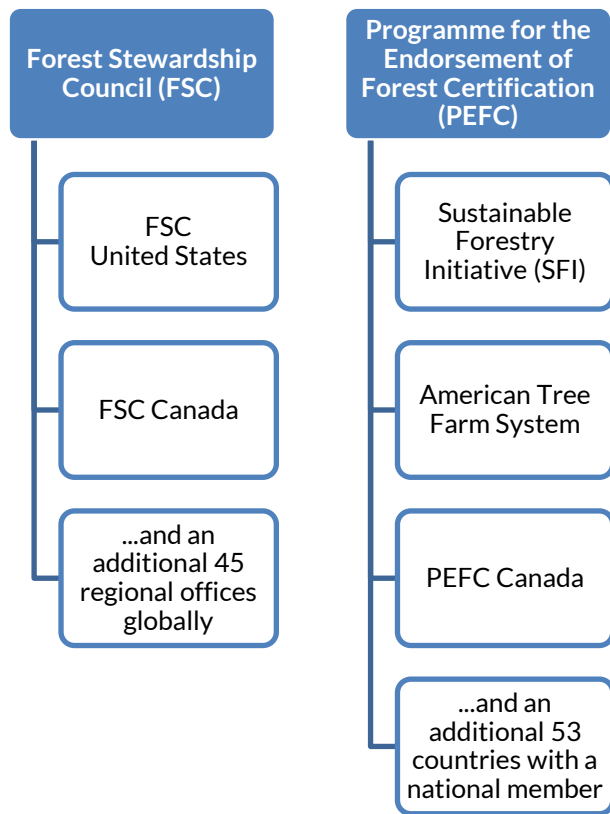 Forest Stewardship
Council (FSC)
FSC
United States
FSC Canada
...and an
additional 45
regional offices
globally
Programme for the
Endorsement of
Forest Certification
(PEFC)
Sustainable
Forestry
Initiative (SFI)
American Tree
Farm System
PEFC Canada
...and an
additional 53
countries with a
national member